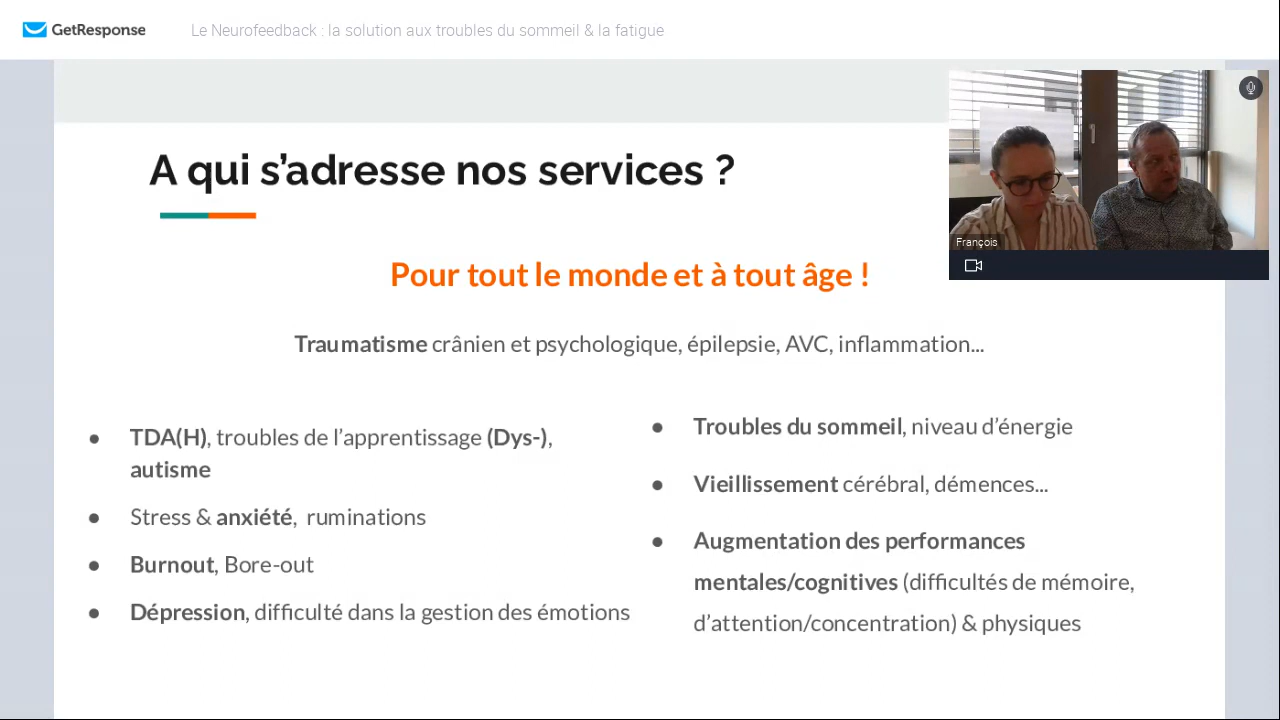 GetResponse
Le Neurofeedback : la solution aux troubles du sommeil & la fatigue
A qui s’adresse nos services ?
François
Pour tout le monde et à tout âge !
Traumatisme crânien et psychologique, épilepsie, AVC, inflammation...
● TDA(H), troubles de l’apprentissage (Dys-),
autisme
● Stress & anxiété, ruminations
● Burnout, Bore-out
● Dépression, difficulté dans la gestion des émotions
● Troubles du sommeil, niveau d’énergie
● Vieillissement cérébral, démences...
● Augmentation des performances
mentales/cognitives (difficultés de mémoire,
d’attention/concentration) & physiques